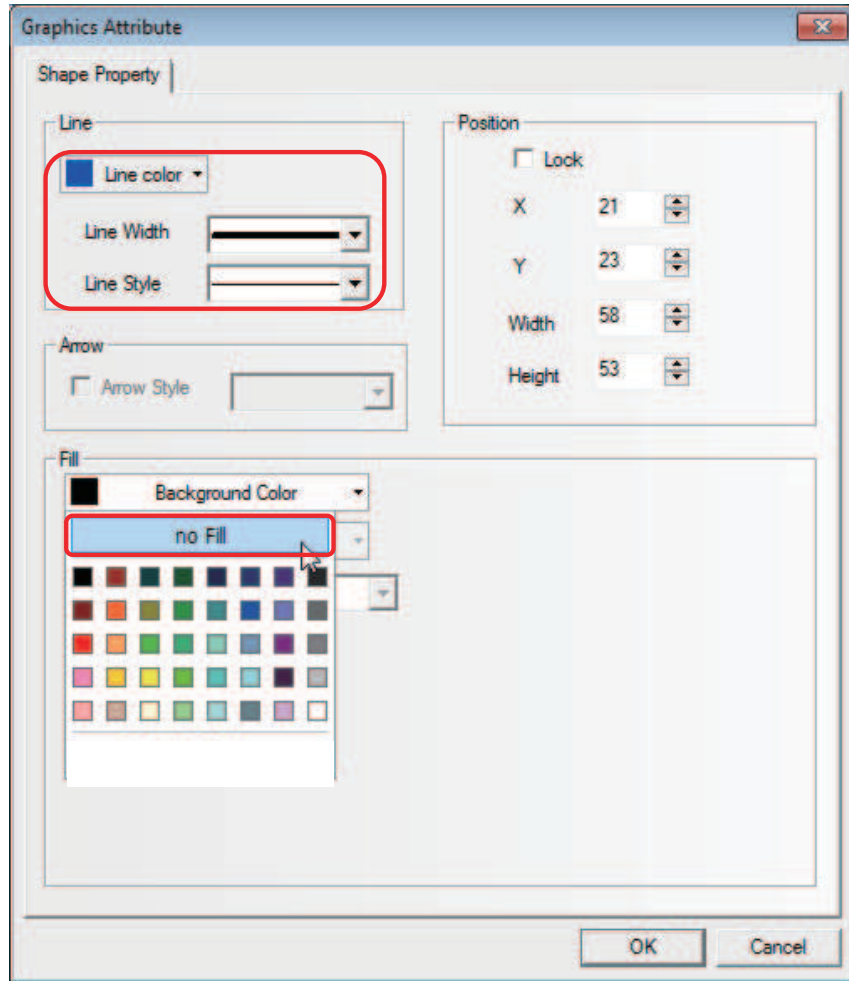 Graphics Attribute
Shape Property
Line
Line color
Line Width
Line Style
Arrow
Arrow Style
Position
Lock
X 21
Y 23
Width 58
Height 53
Fill
Background Color
no Fill
OK Cancel